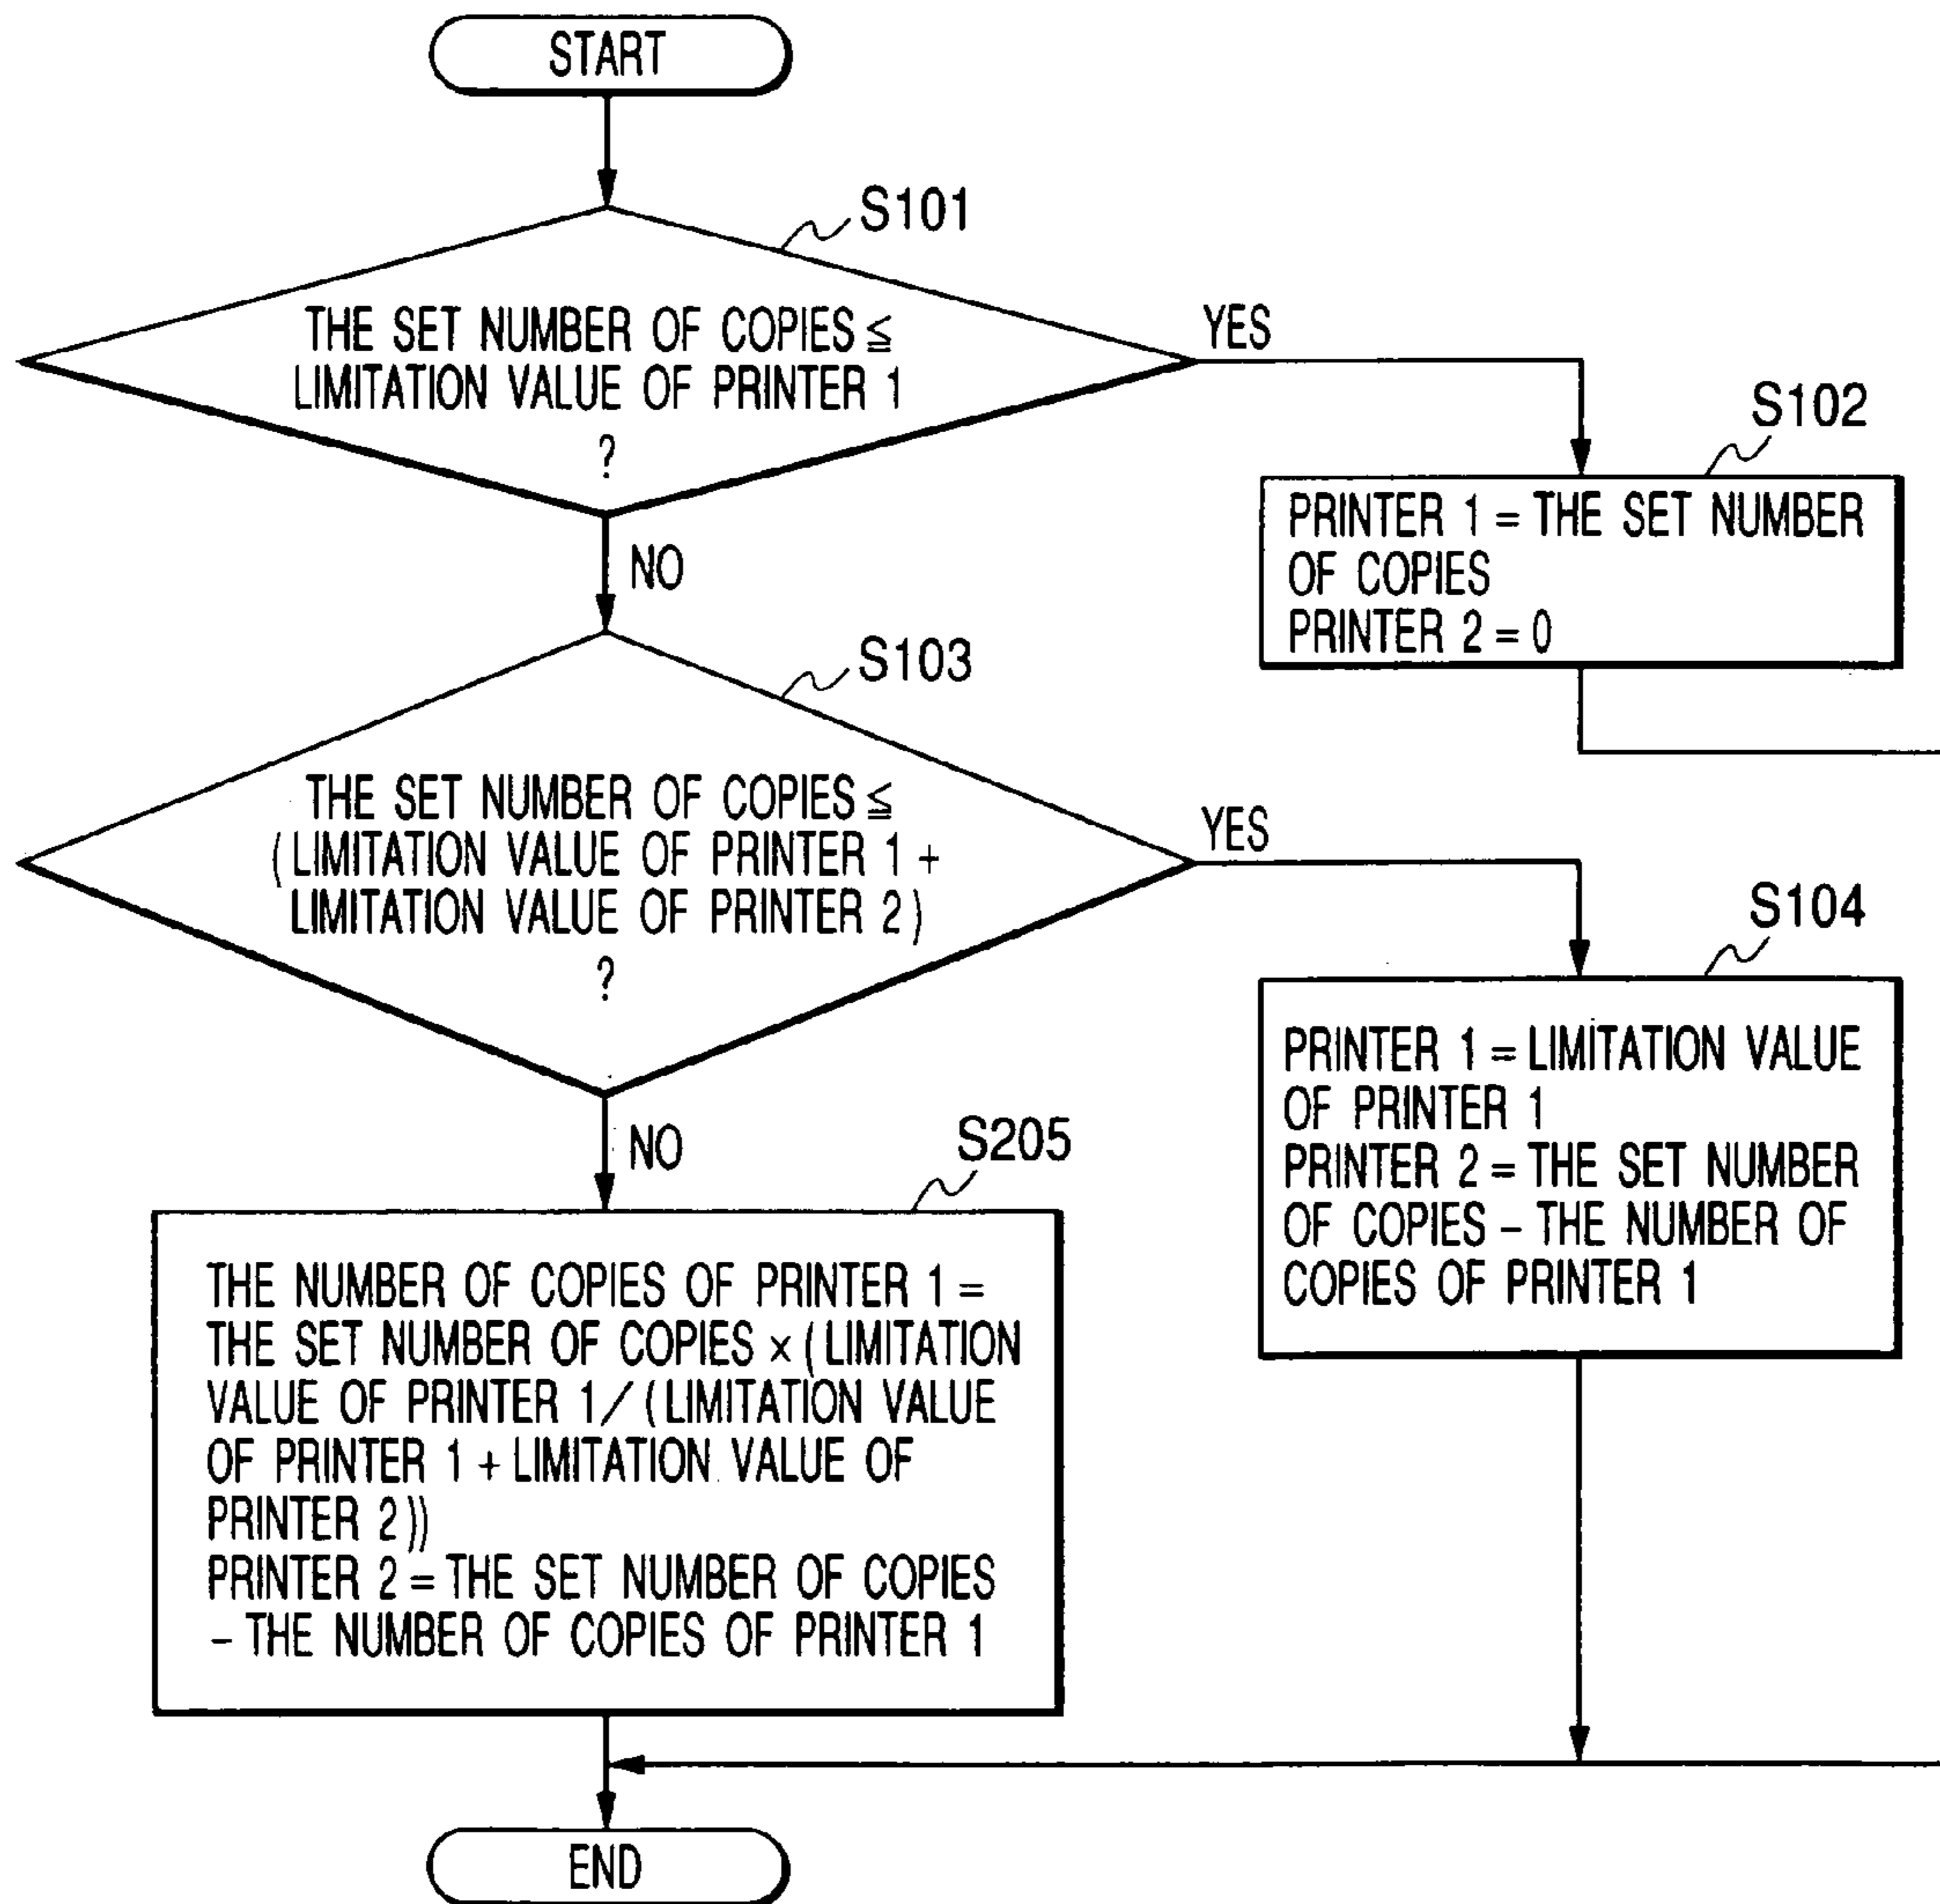 START
S101
THE SET NUMBER OF COPIES ≦
LIMITATION VALUE OF PRINTER 1
?
YES
S102
PRINTER 1 = THE SET NUMBER
OF COPIES
PRINTER 2 = 0
NO
S103
THE SET NUMBER OF COPIES ≦
(LIMITATION VALUE OF PRINTER 1 +
LIMITATION VALUE OF PRINTER 2)
?
YES
S104
PRINTER 1 = LIMITATION VALUE
OF PRINTER 1
PRINTER 2 = THE SET NUMBER
OF COPIES – THE NUMBER OF
COPIES OF PRINTER 1
NO
S205
THE NUMBER OF COPIES OF PRINTER 1 =
THE SET NUMBER OF COPIES × (LIMITATION
VALUE OF PRINTER 1 / (LIMITATION VALUE
OF PRINTER 1 + LIMITATION VALUE OF
PRINTER 2))
PRINTER 2 = THE SET NUMBER OF COPIES
– THE NUMBER OF COPIES OF PRINTER 1
END